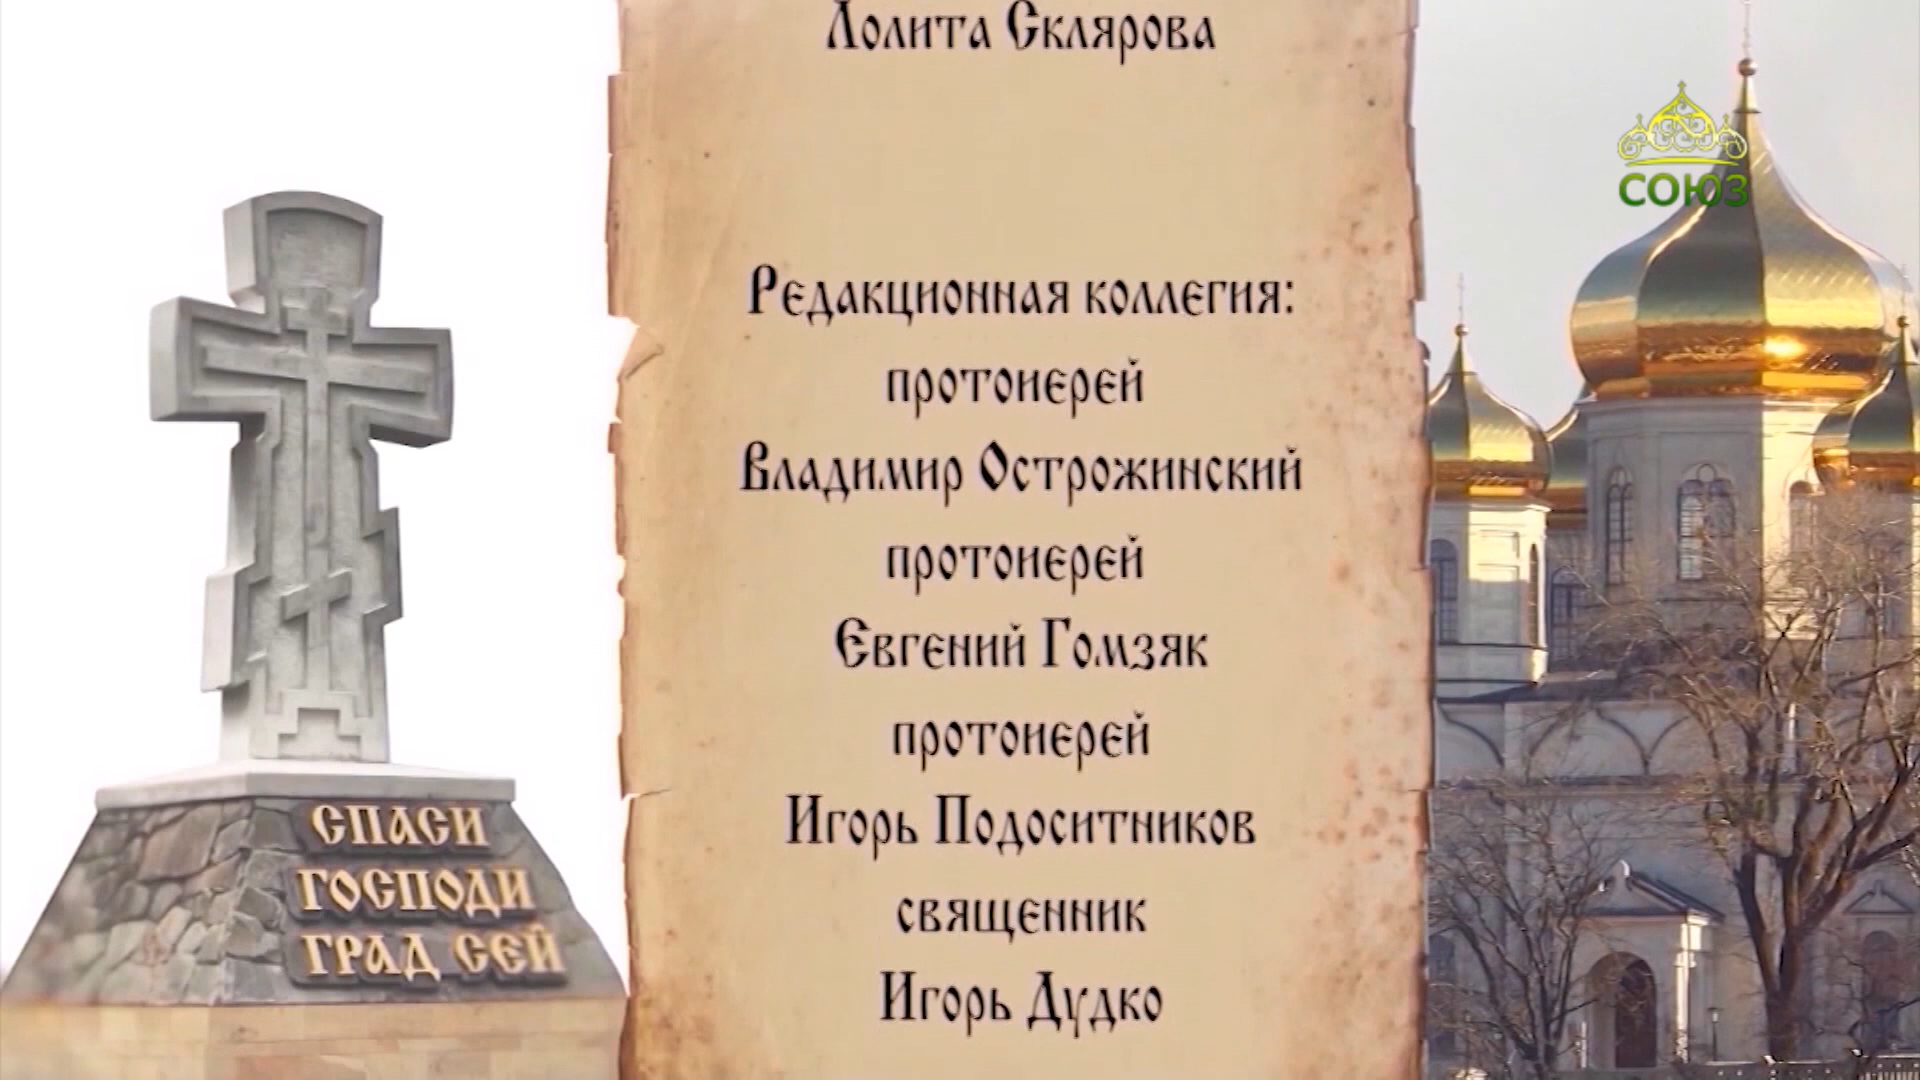 Лолита Склярова
СОЮЗ
Редакционная коллегия:
протоиерей
Владимир Острожинский
протоиерей
Евгений Гомзяк
протоиерей
Игорь Подоситников
священник
Игорь Дудко
СПАСИ
ГОСПОДИ
ГРАД СЕЙ